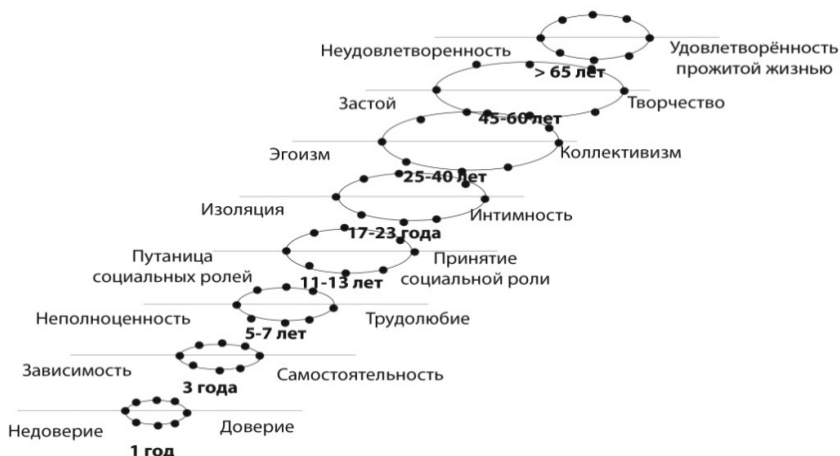 Неудовлетворенность
Удовлетворённость
прожитой жизнью
> 65 лет
Застой
Творчество
45-60 лет
Эгоизм
Коллективизм
25-40 лет
Изоляция
Интимность
17-23 года
Путаница
социальных ролей
Принятие
социальной роли
11-13 лет
Неполноценность
Трудолюбие
5-7 лет
Зависимость
Самостоятельность
3 года
Недоверие
Доверие
1 год